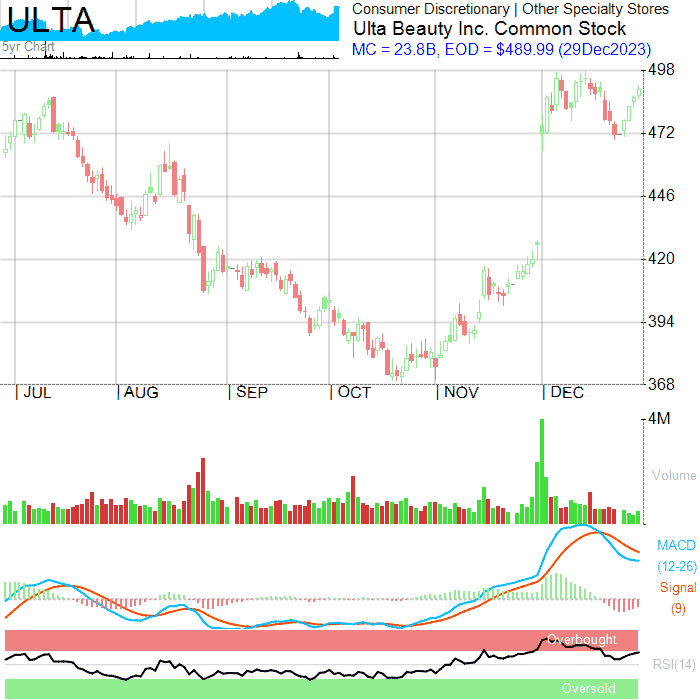 ULTA
5yr Chart
Consumer Discretionary | Other Specialty Stores
Ulta Beauty Inc. Common Stock
MC = 23.8B, EOD = $489.99 (29Dec2023)
498
472
446
420
394
368
JUL AUG SEP OCT NOV DEC
4M
Volume
MACD
(12-26)
Signal
(9)
Overbought
RSI(14)
Oversold